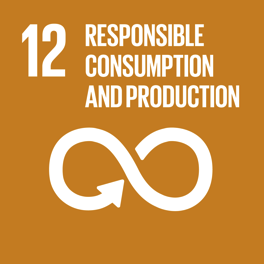 12 RESPONSIBLE
CONSUMPTION
AND PRODUCTION